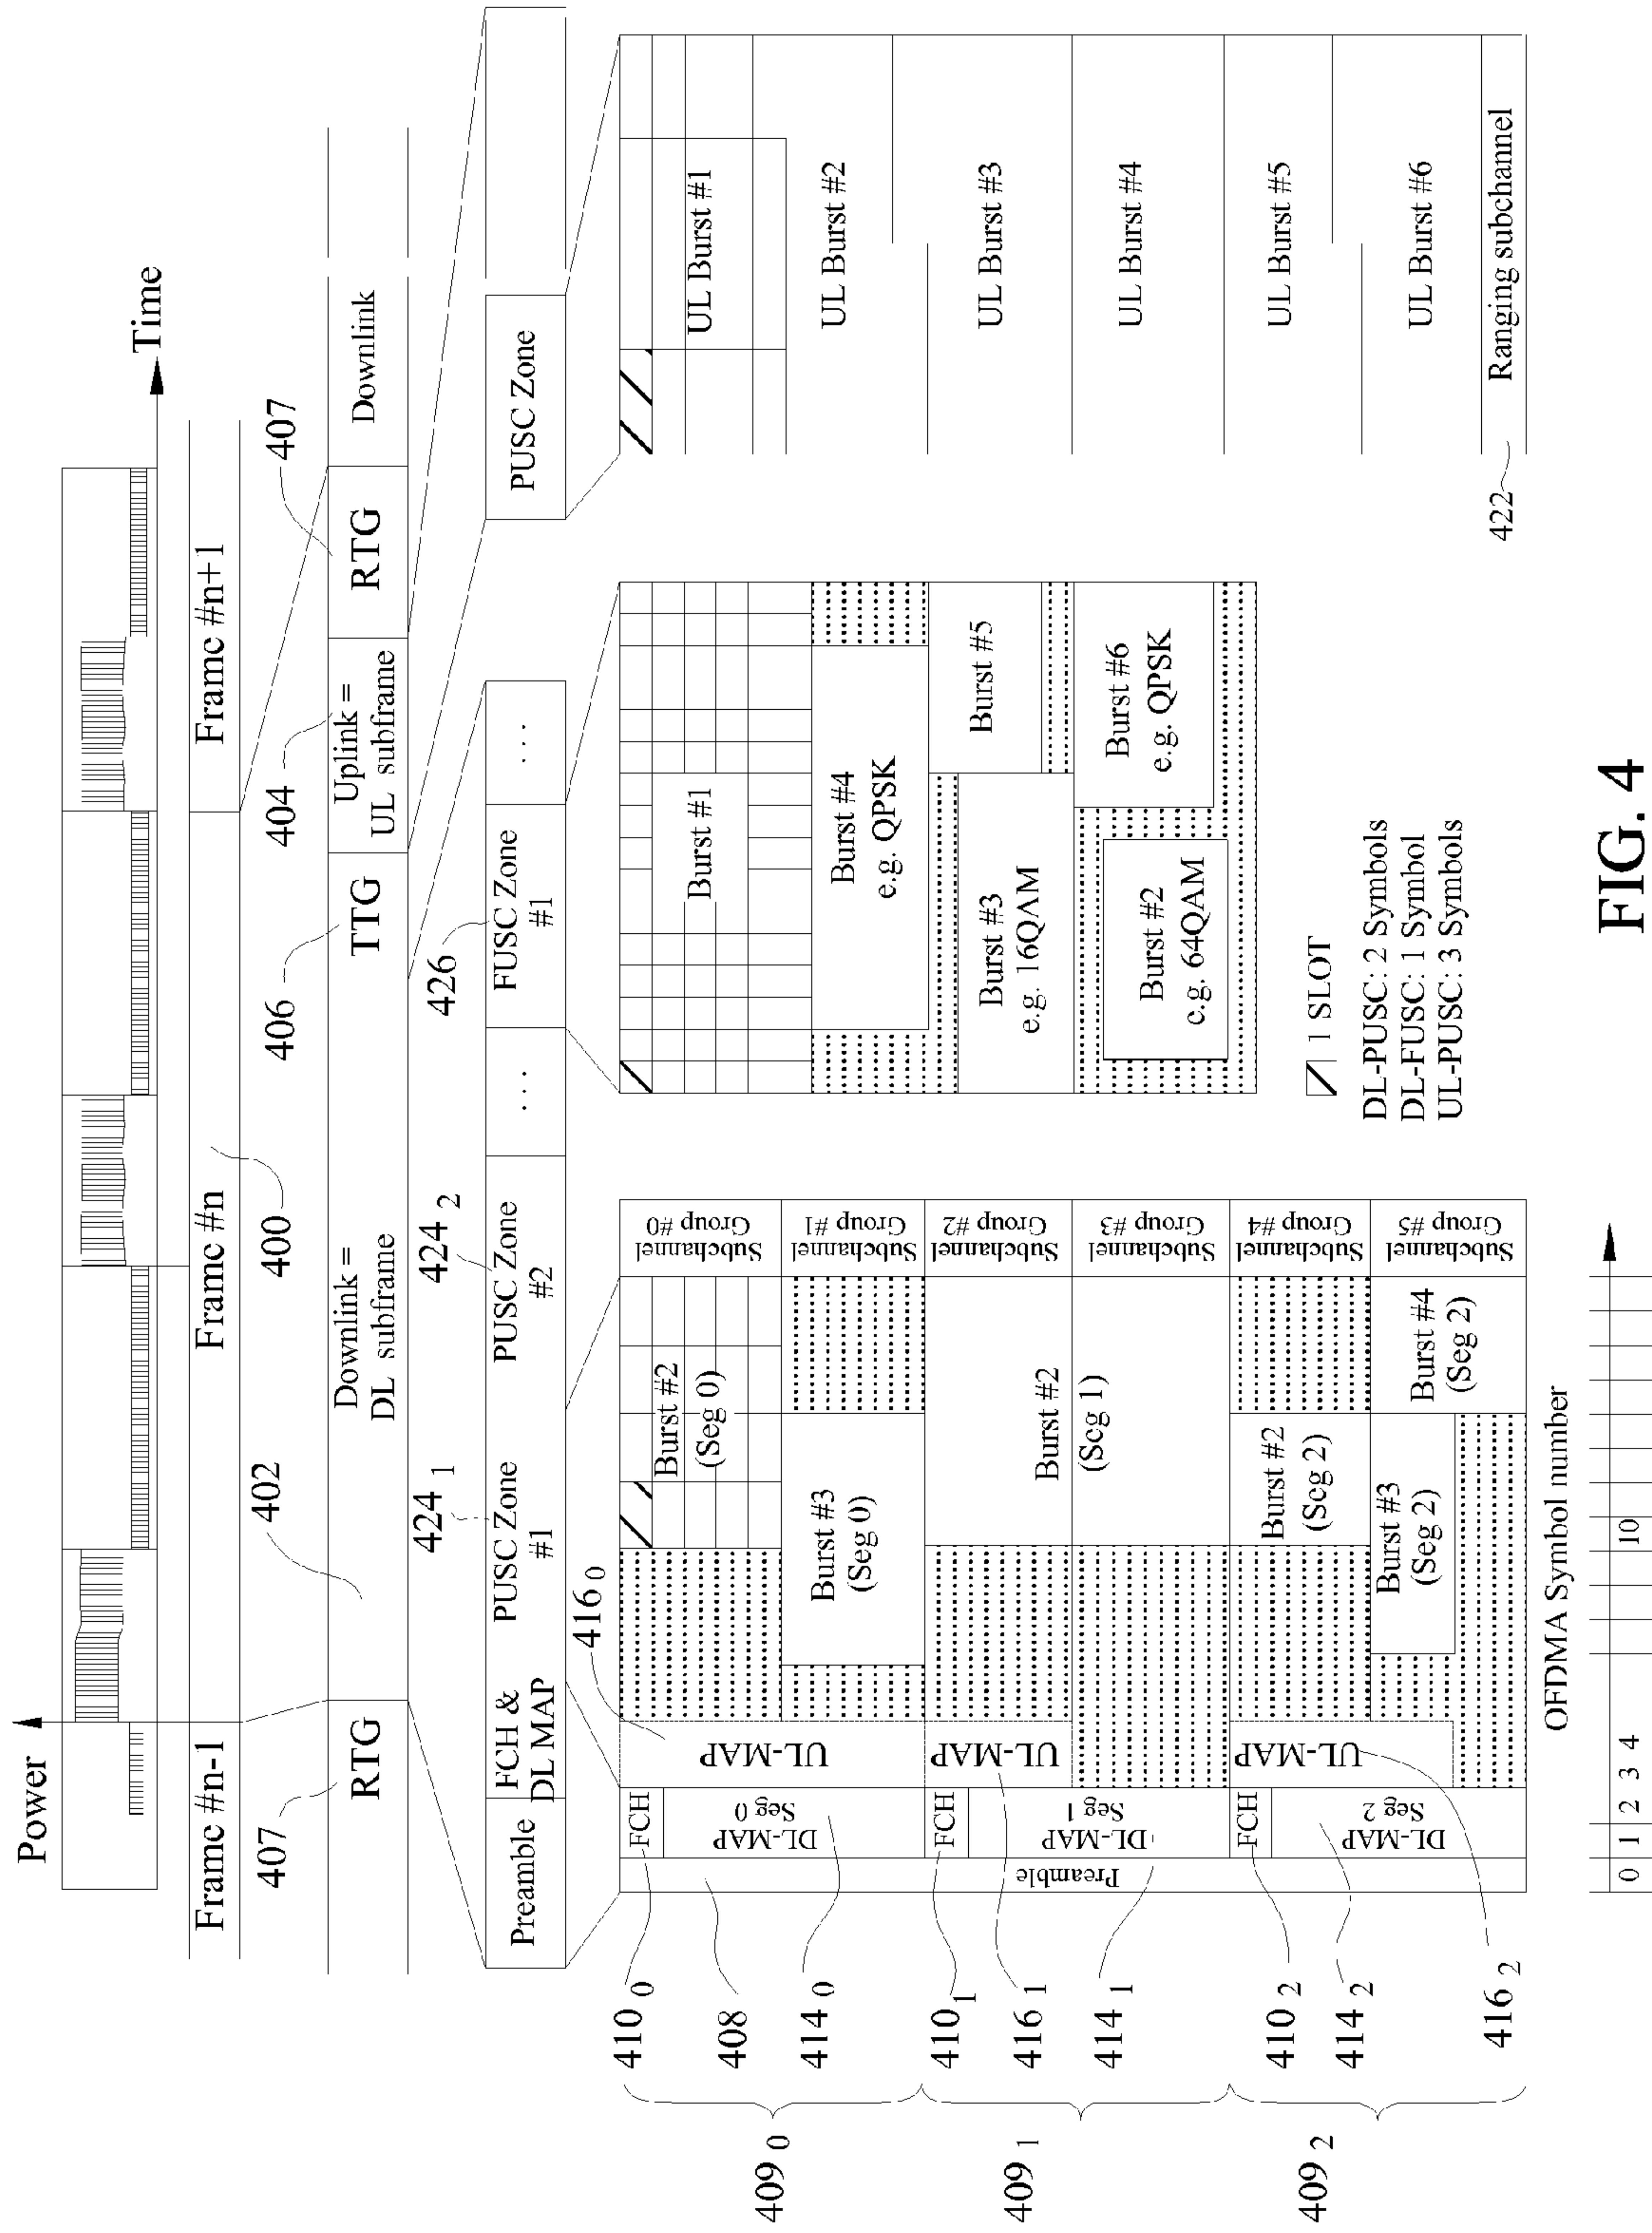 Power
Time
Frame #n-1
Frame #n
Frame #n+1
400
407
402
406
404
407
RTG
Downlink =
DL subframe
TTG
Uplink =
UL subframe
RTG
Downlink
424 1
424 2
426
Preamble
FCH &
DL MAP
PUSC Zone
#1
PUSC Zone
#2
...
FUSC Zone
#1
...
PUSC Zone
416 0
410 0
408
414 0
410 1
416 1
414 1
410 2
414 2
416 2
409 0
409 1
409 2
Preamble
FCH
DL-MAP
Seg 0
UL-MAP
FCH
DL-MAP
Seg 1
UL-MAP
FCH
DL-MAP
Seg 2
UL-MAP
Burst #2
(Seg 0)
Burst #3
(Seg 0)
Burst #2
(Seg 1)
Burst #2
(Seg 2)
Burst #3
(Seg 2)
Burst #4
(Seg 2)
Subchannel
Group #0
Subchannel
Group #1
Subchannel
Group #2
Subchannel
Group #3
Subchannel
Group #4
Subchannel
Group #5
OFDMA Symbol number
0 1 2 3 4 10
Burst #1
Burst #4
e.g. QPSK
Burst #3
e.g. 16QAM
Burst #5
Burst #2
e.g. 64QAM
Burst #6
e.g. QPSK
1 SLOT
DL-PUSC: 2 Symbols
DL-FUSC: 1 Symbol
UL-PUSC: 3 Symbols
UL Burst #1
UL Burst #2
UL Burst #3
UL Burst #4
UL Burst #5
UL Burst #6
Ranging subchannel
422
FIG. 4